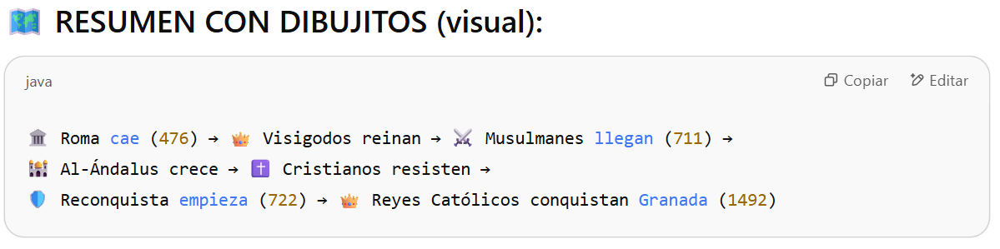 🗺️ RESUMEN CON DIBUJITOS (visual):
java
Copiar
Editar
🏛️ Roma cae (476) → 👑 Visigodos reinan → ⚔️ Musulmanes llegan (711) →
🕌 Al-Ándalus crece → ✝️ Cristianos resisten →
🛡️ Reconquista empieza (722) → 👑 Reyes Católicos conquistan Granada (1492)